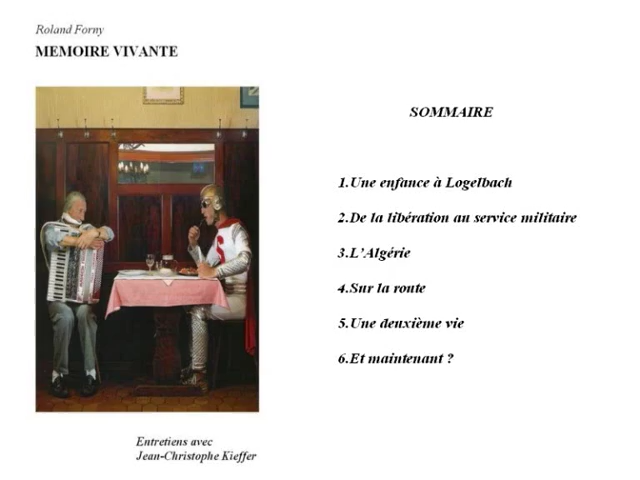 Roland Forny
MEMOIRE VIVANTE
S
Entretiens avec
Jean-Christophe Kieffer
SOMMAIRE
1.Une enfance à Logelbach
2.De la libération au service militaire
3.L'Algérie
4.Sur la route
5.Une deuxième vie
6.Et maintenant ?